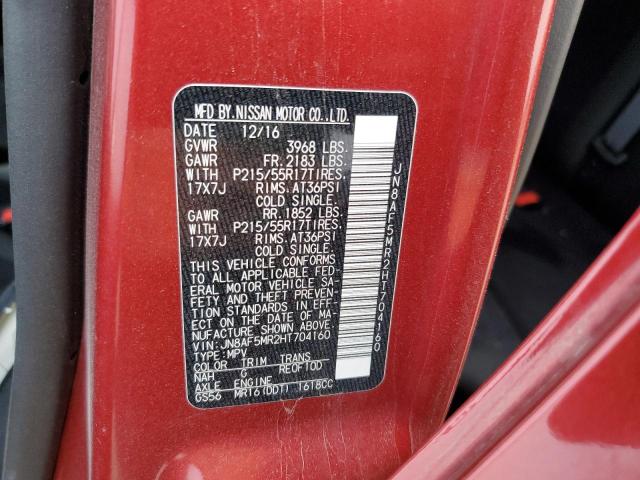 MFD BY.NISSAN MOTOR CO.,LTD.
DATE 12/16
GVWR 3968 LBS.
GAWR FR.2183 LBS.
WITH P215/55R17TIRES,
17X7J RIMS.AT36PSI
COLD SINGLE.
GAWR RR.1852 LBS.
WITH P215/55R17TIRES,
17X7J RIMS.AT36PSI
COLD SINGLE.
THIS VEHICLE CONFORMS
TO ALL APPLICABLE FED-
ERAL MOTOR VEHICLE SA-
FETY AND THEFT PREVEN-
TION STANDARDS IN EFF-
ECT ON THE DATE OF MA-
NUFACTURE SHOWN ABOVE.
VIN:JN8AF5MR2HT704160
TYPE:MPV
COLOR TRIM TRANS
NAH G RE0FTOD
AXLE ENGINE
GS56 MR16(DDT) 1618CC
JN8AF5MR2HT704160